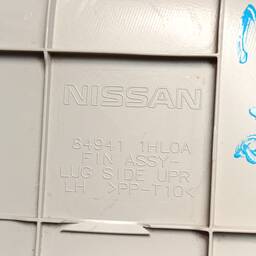 NISSAN
84941 1HL0A
FIN ASSY-
LUG SIDE UPR
LH >PP-T10<